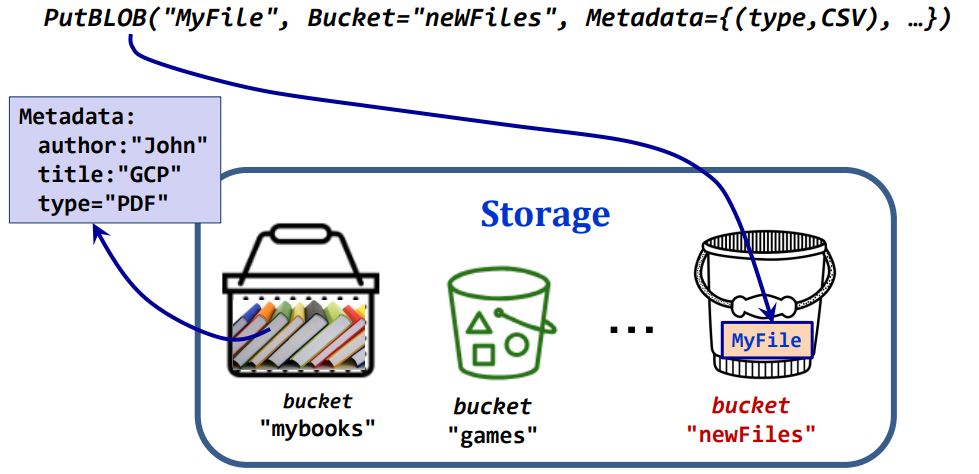 PutBLOB("MyFile", Bucket="neWFiles", Metadata={(type,CSV), …})
Metadata:
author:"John"
title:"GCP"
type="PDF"
Storage
...
MyFile
bucket
"mybooks"
bucket
"games"
bucket
"newFiles"